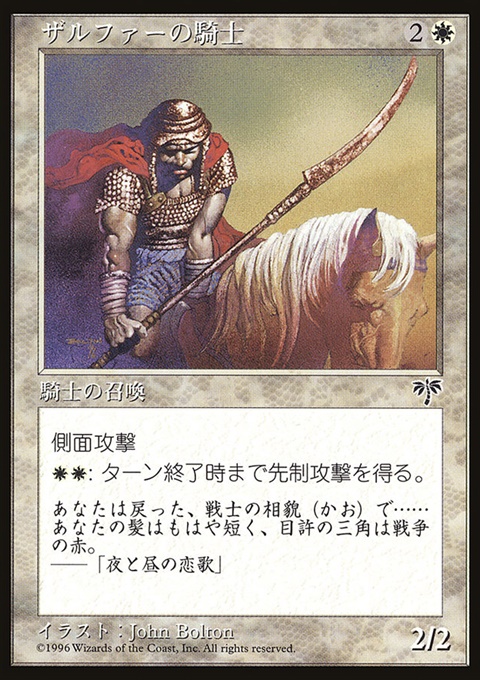 ザルファーの騎士 2
騎士の召喚
側面攻撃
: ターン終了時まで先制攻撃を得る。
あなたは戻った、戦士の相貌（かお）で……
あなたの髪はもはや短く、目許の三角は戦争
の赤。
――「夜と昼の恋歌」
イラスト：John Bolton
©1996 Wizards of the Coast, Inc. All rights reserved.
2/2